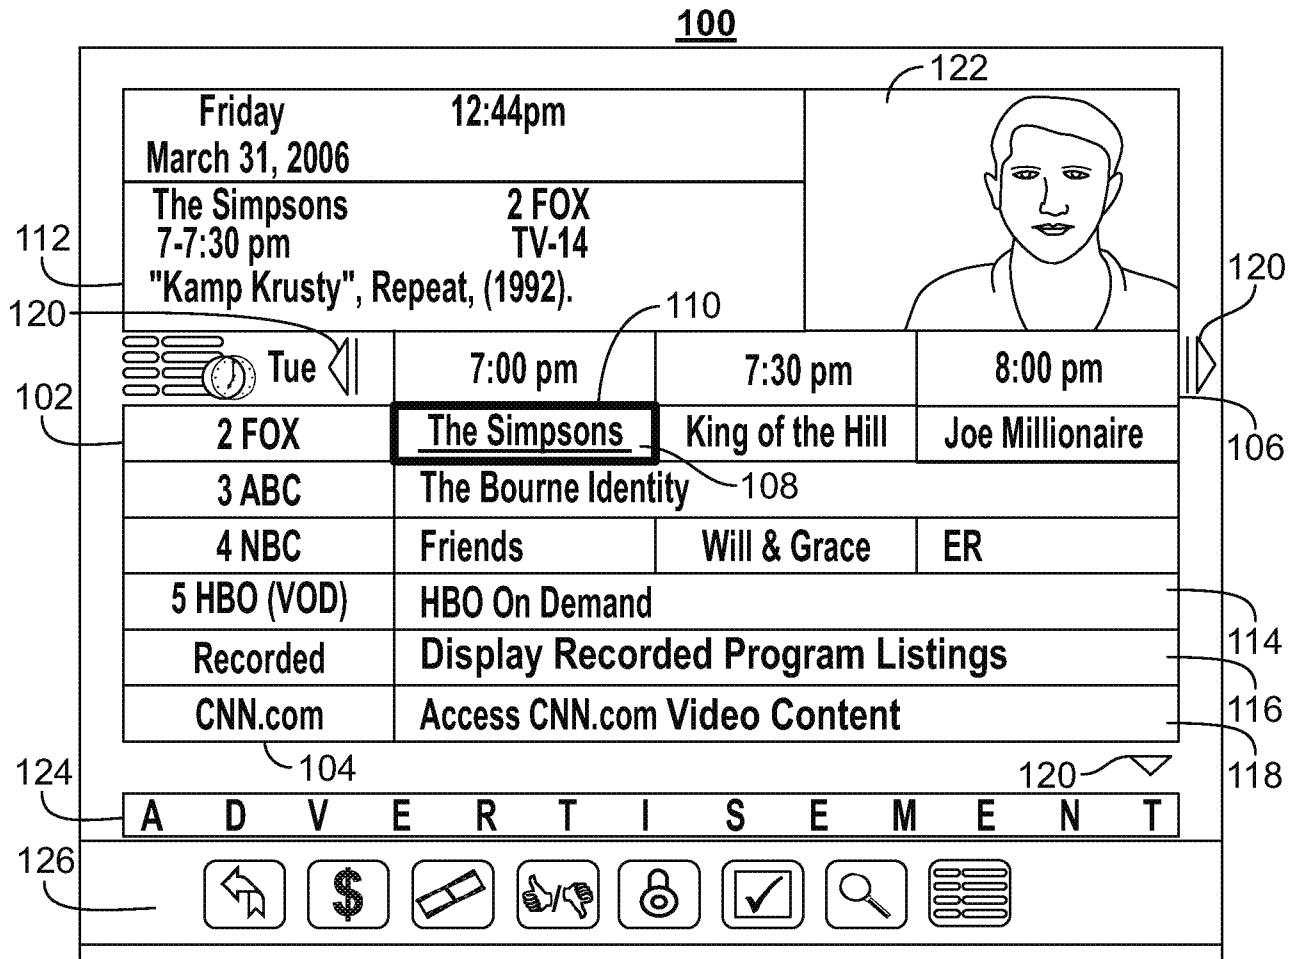 100
122
Friday 12:44pm
March 31, 2006
The Simpsons 2 FOX
7-7:30 pm TV-14
"Kamp Krusty", Repeat, (1992).
112
120
110
120
Tue 7:00 pm 7:30 pm 8:00 pm
102
2 FOX The Simpsons King of the Hill Joe Millionaire
106
3 ABC The Bourne Identity
108
4 NBC Friends Will & Grace ER
5 HBO (VOD) HBO On Demand
114
Recorded Display Recorded Program Listings
116
CNN.com Access CNN.com Video Content
118
104
120
124
A D V E R T I S E M E N T
126
$ /